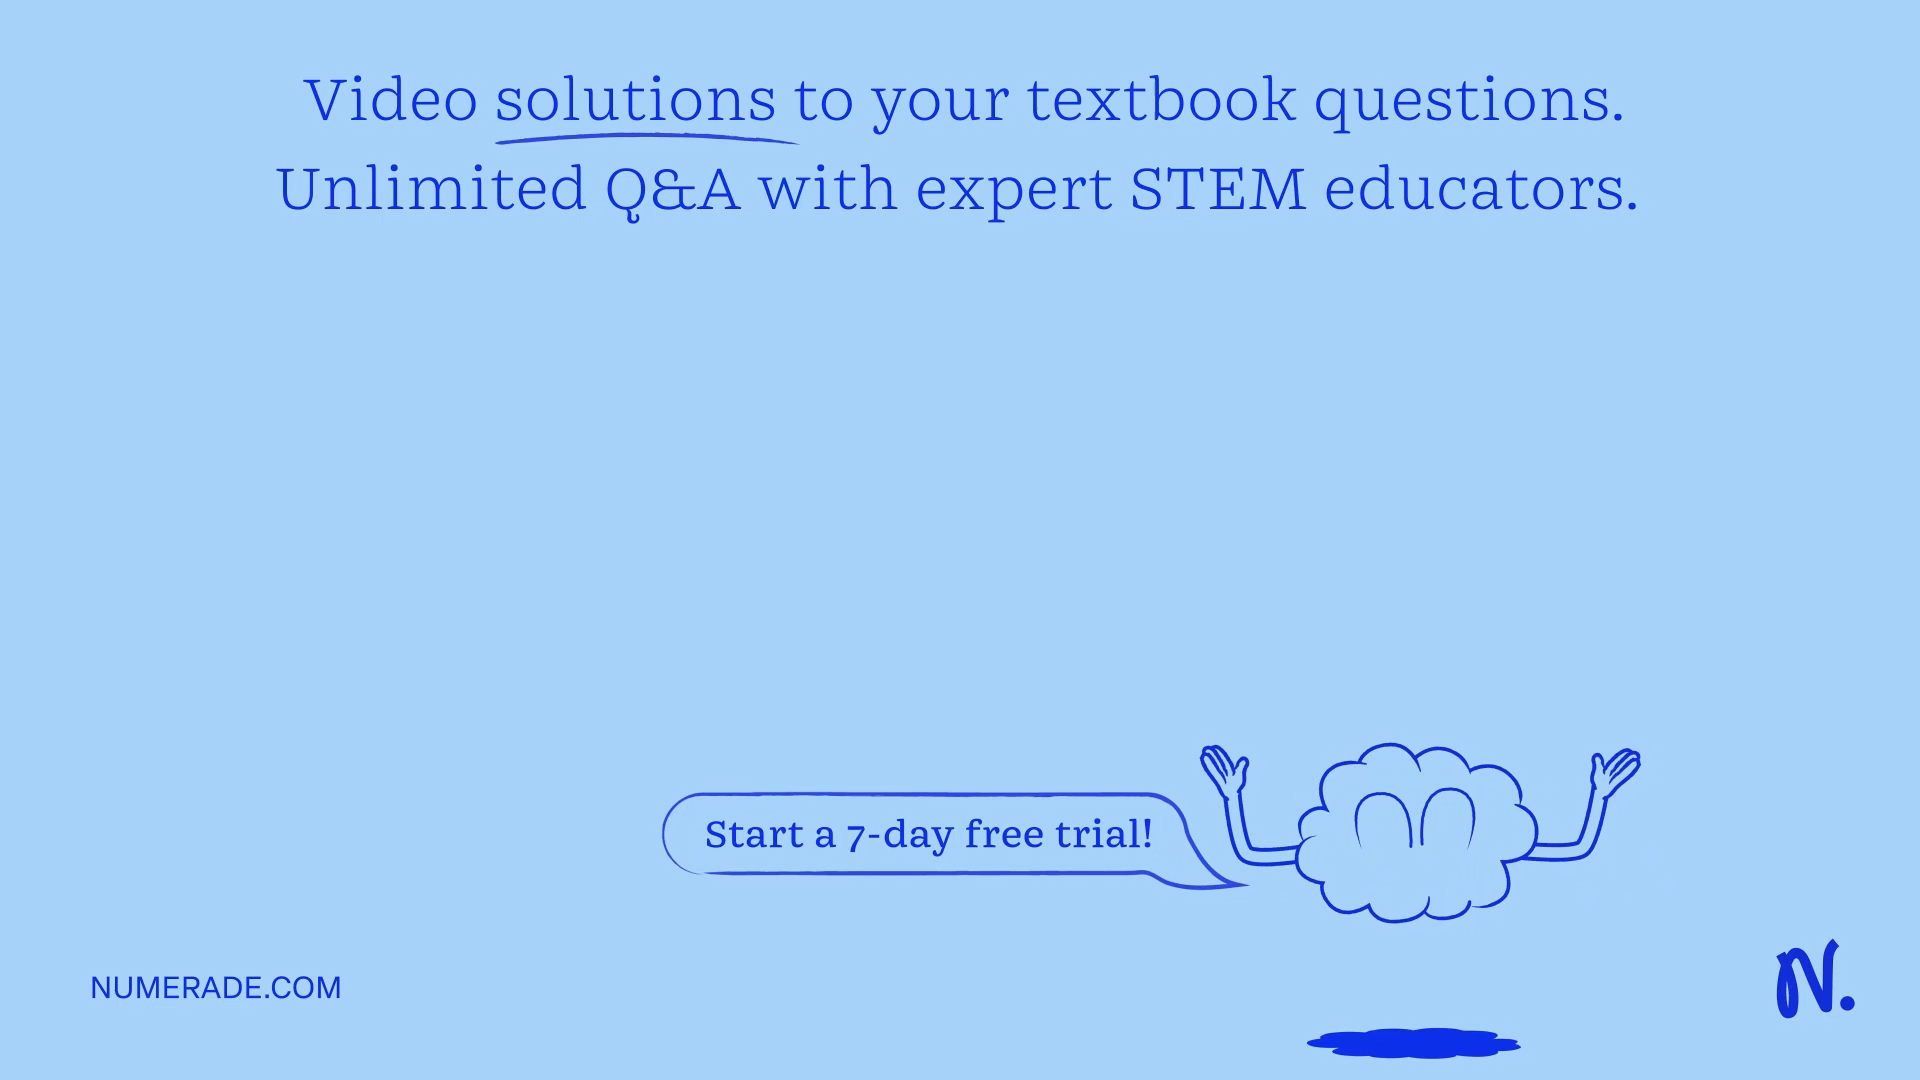 Video solutions to your textbook questions.
Unlimited Q&A with expert STEM educators.
Start a 7-day free trial!
NUMERADE.COM
N.